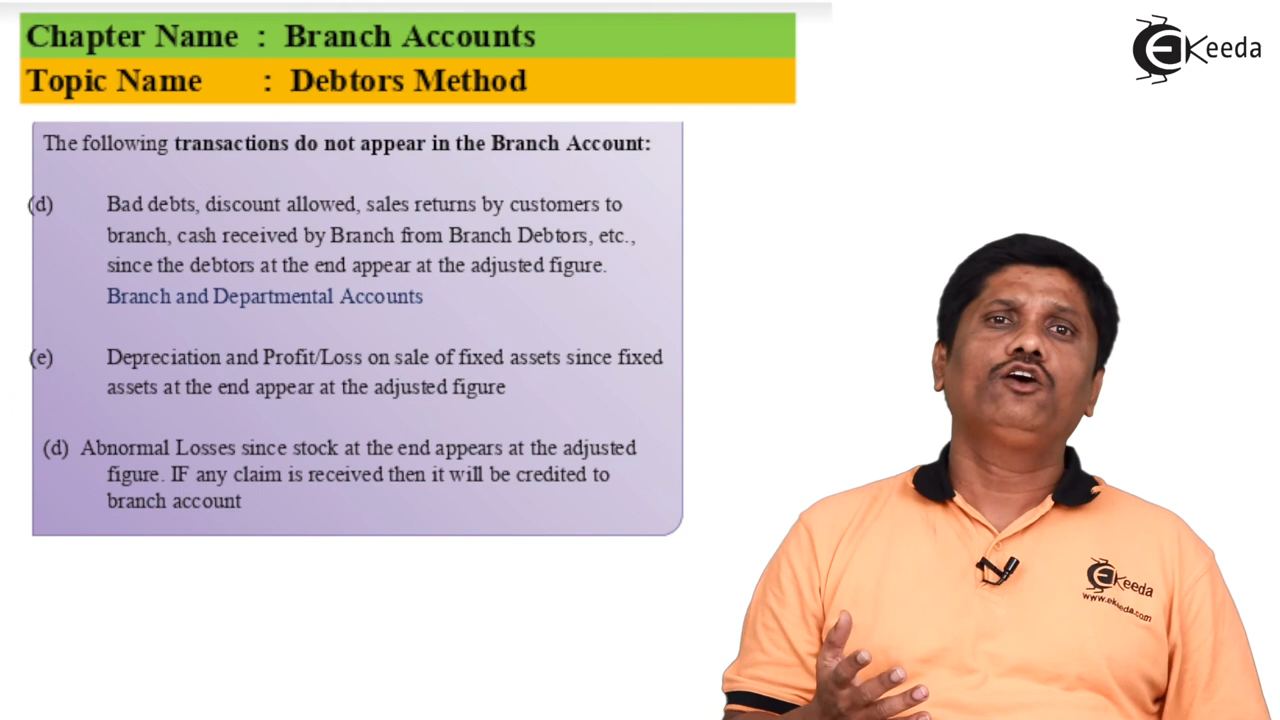 Chapter Name : Branch Accounts
Topic Name : Debtors Method
EKeeda
The following transactions do not appear in the Branch Account:
(d) Bad debts, discount allowed, sales returns by customers to
branch, cash received by Branch from Branch Debtors, etc.,
since the debtors at the end appear at the adjusted figure.
Branch and Departmental Accounts
(e) Depreciation and Profit/Loss on sale of fixed assets since fixed
assets at the end appear at the adjusted figure
(d) Abnormal Losses since stock at the end appears at the adjusted
figure. IF any claim is received then it will be credited to
branch account
EKeeda
www.ekeeda.com